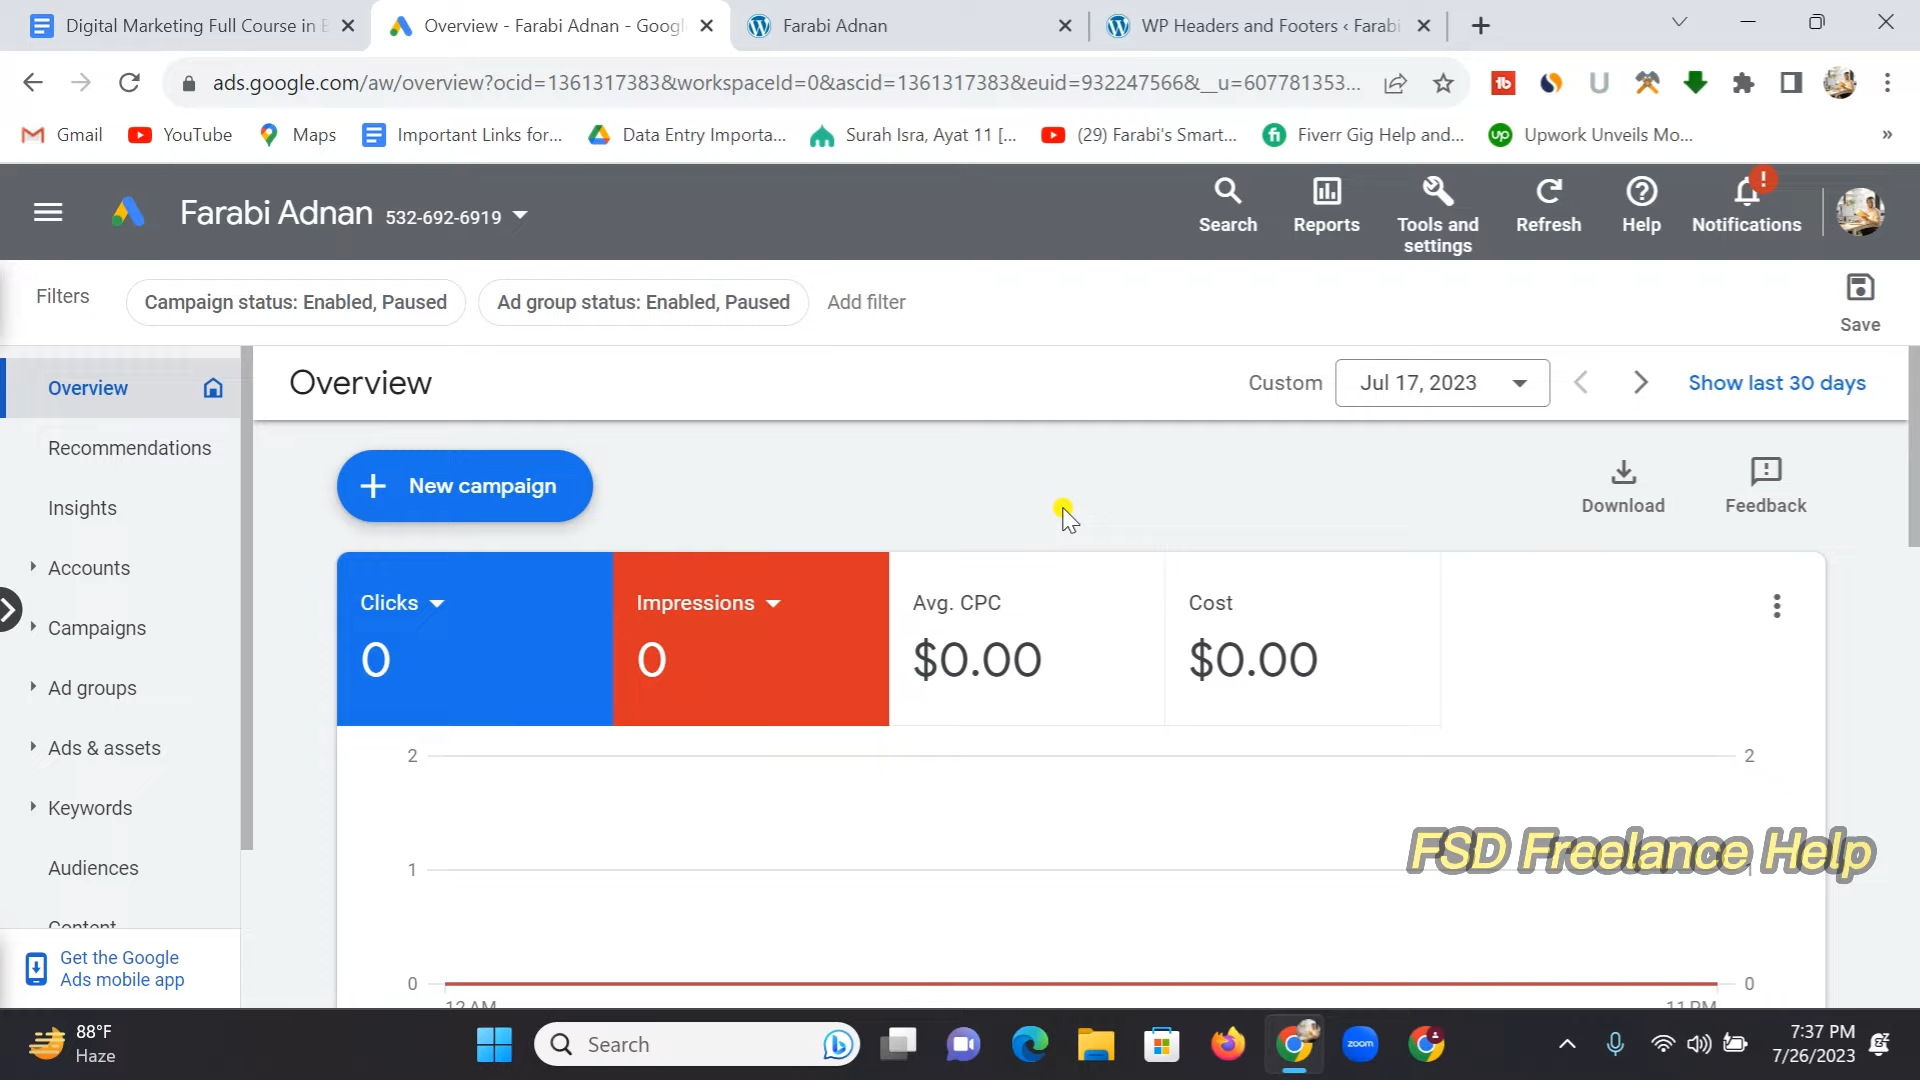 Digital Marketing Full Course in B
Overview - Farabi Adnan - Googl
Farabi Adnan
WP Headers and Footers ‹ Farabi
ads.google.com/aw/overview?ocid=1361317383&workspaceId=0&ascid=1361317383&euid=932247566&__u=607781353...
Gmail
YouTube
Maps
Important Links for...
Data Entry Importa...
Surah Isra, Ayat 11 [...
(29) Farabi's Smart...
Fiverr Gig Help and...
Upwork Unveils Mo...
»
Farabi Adnan 532-692-6919
Search
Reports
Tools and
settings
Refresh
Help
Notifications
Filters
Campaign status: Enabled, Paused
Ad group status: Enabled, Paused
Add filter
Save
Overview
Recommendations
Insights
Accounts
Campaigns
Ad groups
Ads & assets
Keywords
Audiences
Content
Get the Google
Ads mobile app
Overview
Custom
Jul 17, 2023
Show last 30 days
New campaign
Download
Feedback
Clicks
0
Impressions
0
Avg. CPC
$0.00
Cost
$0.00
2
2
1
1
0
0
12 AM
11 PM
FSD Freelance Help
88°F
Haze
Search
zoom
7:37 PM
7/26/2023